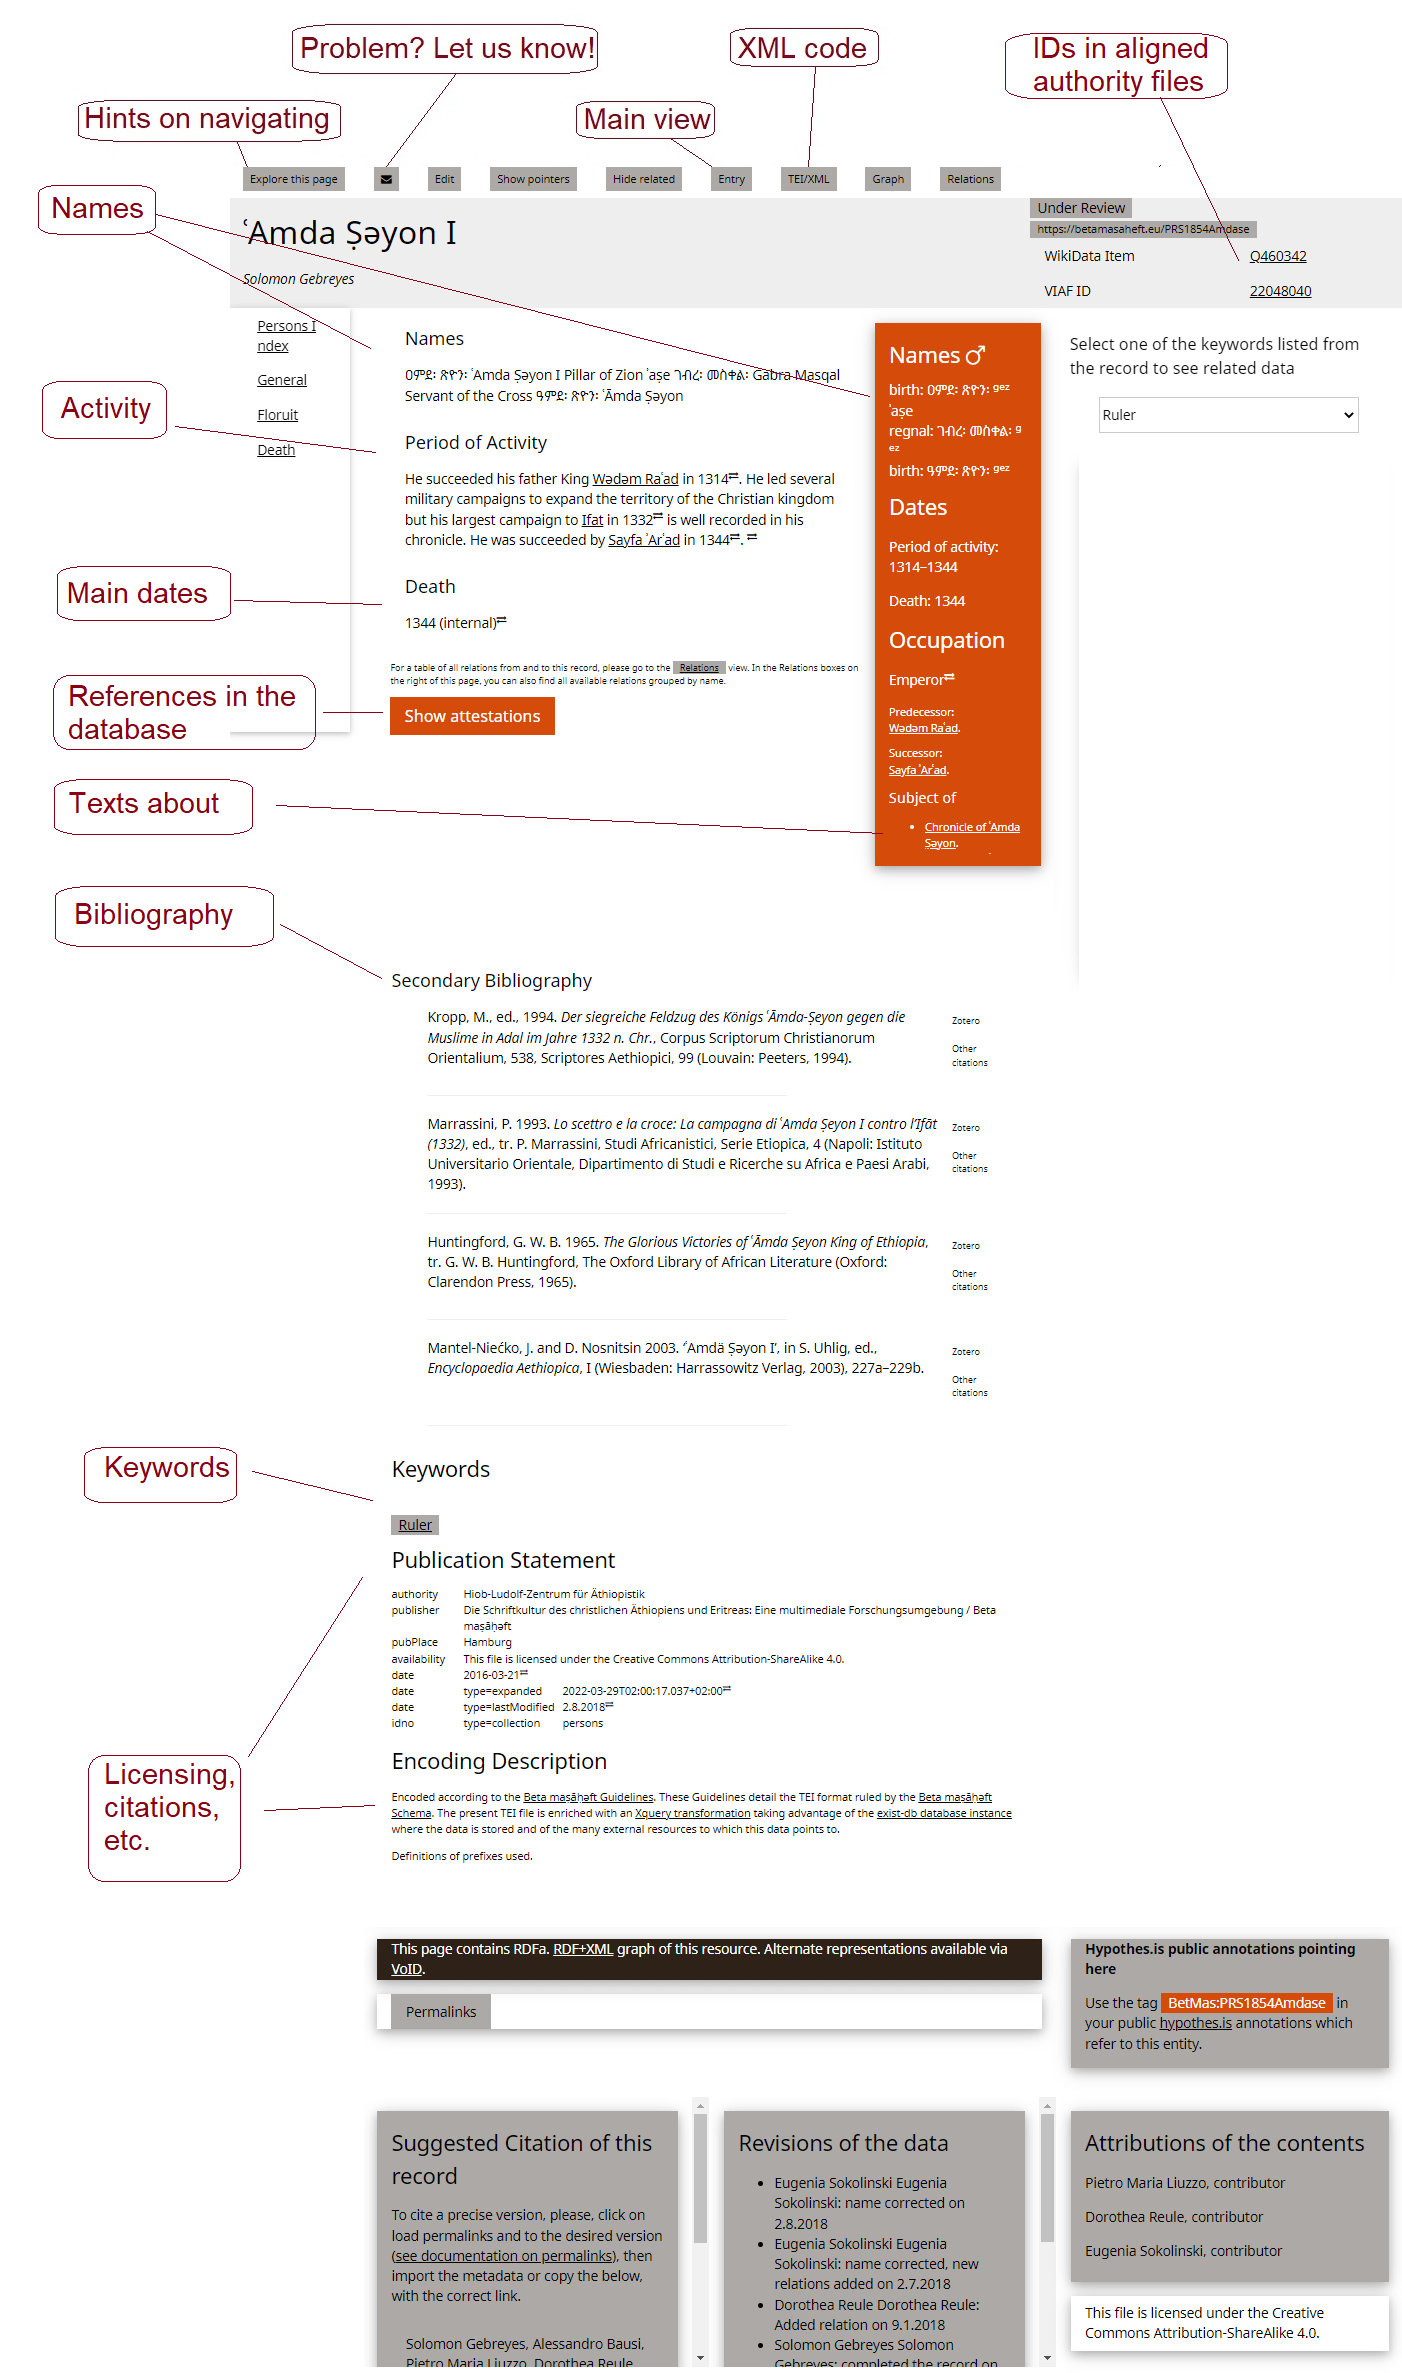 Problem? Let us know!
XML code
IDs in aligned
authority files
Hints on navigating
Main view
Explore this page
Edit
Show pointers
Hide related
Entry
TEI/XML
Graph
Relations
Names
ʿAmda Ṣəyon I
Solomon Gebreyes
Under Review
https://betamasaheft.eu/PRS1854Amdase
WikiData Item Q460342
VIAF ID 22048040
Persons I
ndex
General
Floruit
Death
Names
ዐምደ፡ ጽዮን፡ ʿAmda Ṣəyon I Pillar of Zion ʾaṣe ገብረ፡ መስቀል፡ Gabra Masqal
Servant of the Cross ዓምደ፡ ጽዮን፡ ʿĀmda Ṣəyon
Activity
Period of Activity
He succeeded his father King Wədəm Raʿad in 1314⇄. He led several
military campaigns to expand the territory of the Christian kingdom
but his largest campaign to Ifat in 1332⇄ is well recorded in his
chronicle. He was succeeded by Sayfa ʾArʿad in 1344⇄. ⇄
Main dates
Death
1344 (internal)⇄
For a table of all relations from and to this record, please go to the Relations view. In the Relations boxes on
the right of this page, you can also find all available relations grouped by name.
References in the
database
Show attestations
Texts about
Names ♂
birth: ዐምደ፡ ጽዮን፡ gez
ʾaṣe
regnal: ገብረ፡ መስቀል፡ g
ez
birth: ዓምደ፡ ጽዮን፡ gez
Dates
Period of activity:
1314–1344
Death: 1344
Occupation
Emperor⇄
Predecessor:
Wədəm Raʿad.
Successor:
Sayfa ʾArʿad.
Subject of
• Chronicle of ʿAmda
Ṣəyon.
Select one of the keywords listed from
the record to see related data
Ruler
Bibliography
Secondary Bibliography
Kropp, M., ed., 1994. Der siegreiche Feldzug des Königs ʿĀmda-Ṣeyon gegen die
Muslime in Adal im Jahre 1332 n. Chr., Corpus Scriptorum Christianorum
Orientalium, 538, Scriptores Aethiopici, 99 (Louvain: Peeters, 1994).
Zotero
Other
citations
Marrassini, P. 1993. Lo scettro e la croce: La campagna di ʿAmda Ṣeyon I contro l’Ifāt
(1332), ed., tr. P. Marrassini, Studi Africanistici, Serie Etiopica, 4 (Napoli: Istituto
Universitario Orientale, Dipartimento di Studi e Ricerche su Africa e Paesi Arabi,
1993).
Zotero
Other
citations
Huntingford, G. W. B. 1965. The Glorious Victories of ʿĀmda Ṣeyon King of Ethiopia,
tr. G. W. B. Huntingford, The Oxford Library of African Literature (Oxford:
Clarendon Press, 1965).
Zotero
Other
citations
Mantel-Niećko, J. and D. Nosnitsin 2003. ‘ʿAmdä Ṣəyon I’, in S. Uhlig, ed.,
Encyclopaedia Aethiopica, I (Wiesbaden: Harrassowitz Verlag, 2003), 227a–229b.
Zotero
Other
citations
Keywords
Keywords
Ruler
Publication Statement
authority Hiob-Ludolf-Zentrum für Äthiopistik
publisher Die Schriftkultur des christlichen Äthiopiens und Eritreas: Eine multimediale Forschungsumgebung / Beta
maṣāḥəft
pubPlace Hamburg
availability This file is licensed under the Creative Commons Attribution-ShareAlike 4.0.
date 2016-03-21⇄
date type=expanded 2022-03-29T02:00:17.037+02:00⇄
date type=lastModified 2.8.2018⇄
idno type=collection persons
Licensing,
citations,
etc.
Encoding Description
Encoded according to the Beta maṣāḥəft Guidelines. These Guidelines detail the TEI format ruled by the Beta maṣāḥəft
Schema. The present TEI file is enriched with an Xquery transformation taking advantage of the exist-db database instance
where the data is stored and of the many external resources to which this data points to.
Definitions of prefixes used.
This page contains RDFa. RDF+XML graph of this resource. Alternate representations available via
VoID.
Permalinks
Hypothes.is public annotations pointing
here
Use the tag BetMas:PRS1854Amdase in
your public hypothes.is annotations which
refer to this entity.
Suggested Citation of this
record
To cite a precise version, please, click on
load permalinks and to the desired version
(see documentation on permalinks), then
import the metadata or copy the below,
with the correct link.
Solomon Gebreyes, Alessandro Bausi,
Pietro Maria Liuzzo, Dorothea Reule,
Revisions of the data
• Eugenia Sokolinski Eugenia
Sokolinski: name corrected on
2.8.2018
• Eugenia Sokolinski Eugenia
Sokolinski: name corrected, new
relations added on 2.7.2018
• Dorothea Reule Dorothea Reule:
Added relation on 9.1.2018
• Solomon Gebreyes Solomon
Gebreyes: completed the record on
Attributions of the contents
Pietro Maria Liuzzo, contributor
Dorothea Reule, contributor
Eugenia Sokolinski, contributor
This file is licensed under the Creative
Commons Attribution-ShareAlike 4.0.